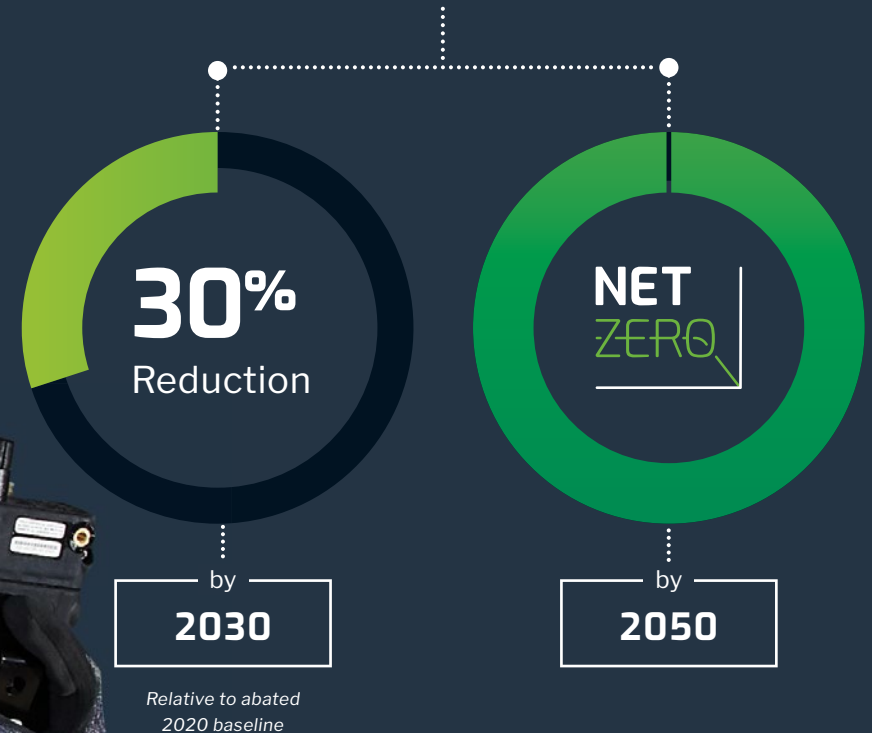 30%
Reduction
by
2030
Relative to abated
2020 baseline
NET
ZERO
by
2050